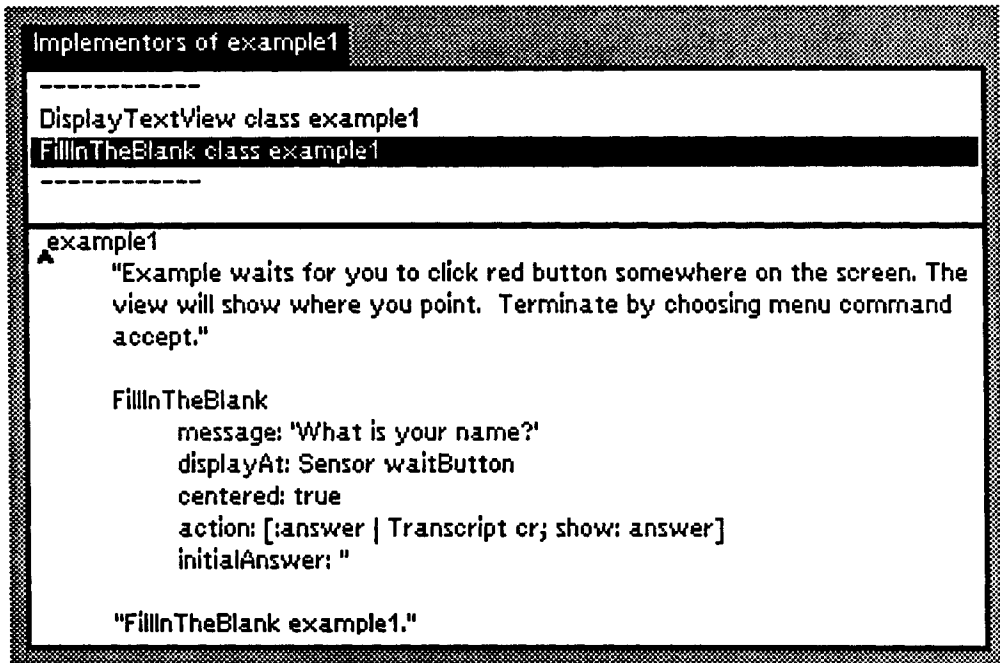 Implementors of example1
------------
DisplayTextView class example1
FillInTheBlank class example1
------------
example1
"Example waits for you to click red button somewhere on the screen. The
view will show where you point. Terminate by choosing menu command
accept."
FillInTheBlank
message: 'What is your name?'
displayAt: Sensor waitButton
centered: true
action: [:answer | Transcript cr; show: answer]
initialAnswer: ''
"FillInTheBlank example1."